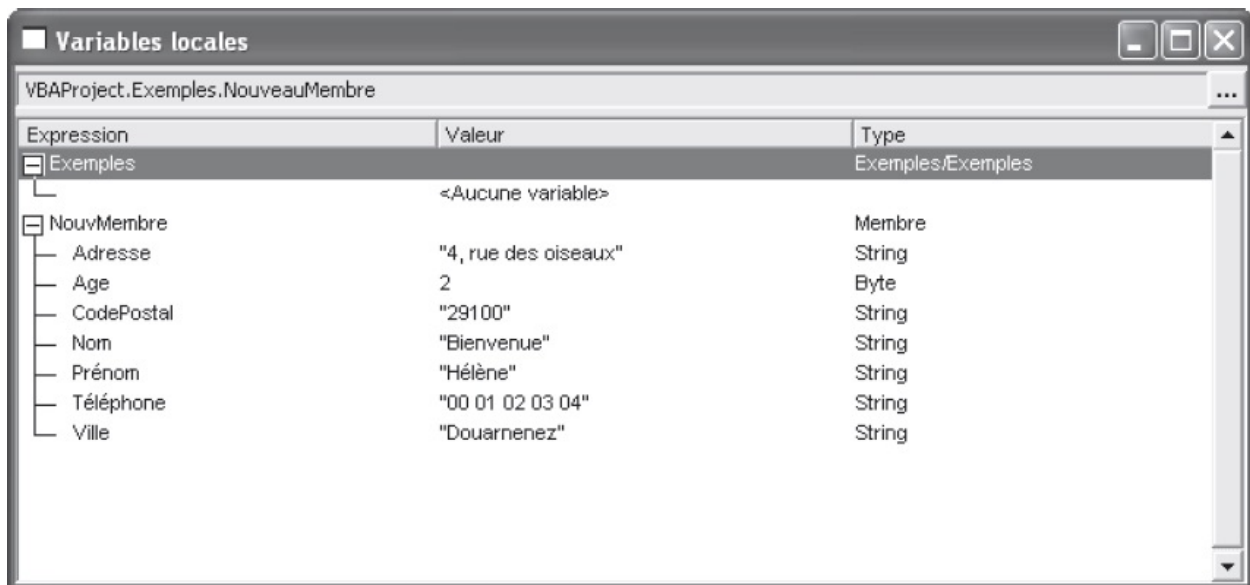 Variables locales
VBAProject.Exemples.NouveauMembre ...
Expression Valeur Type
Exemples Exemples/Exemples
<Aucune variable>
NouvMembre Membre
Adresse "4, rue des oiseaux" String
Age 2 Byte
CodePostal "29100" String
Nom "Bienvenue" String
Prénom "Hélène" String
Téléphone "00 01 02 03 04" String
Ville "Douarnenez" String